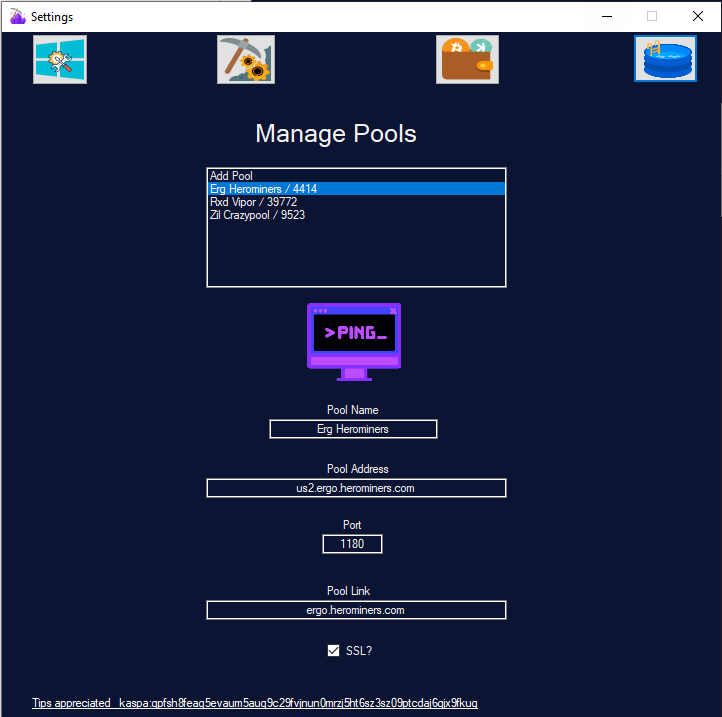 Settings
Manage Pools
Add Pool
Erg Herominers / 4414
Rxd Vipor / 39772
Zil Crazypool / 9523
>PING_
Pool Name
Erg Herominers
Pool Address
us2.ergo.herominers.com
Port
1180
Pool Link
ergo.herominers.com
SSL?
Tips appreciated kaspa:qpfsh8feaq5evaum5auq9c29fvjnun0mrzj5ht6sz3sz09ptcdaj6qjx9fkug